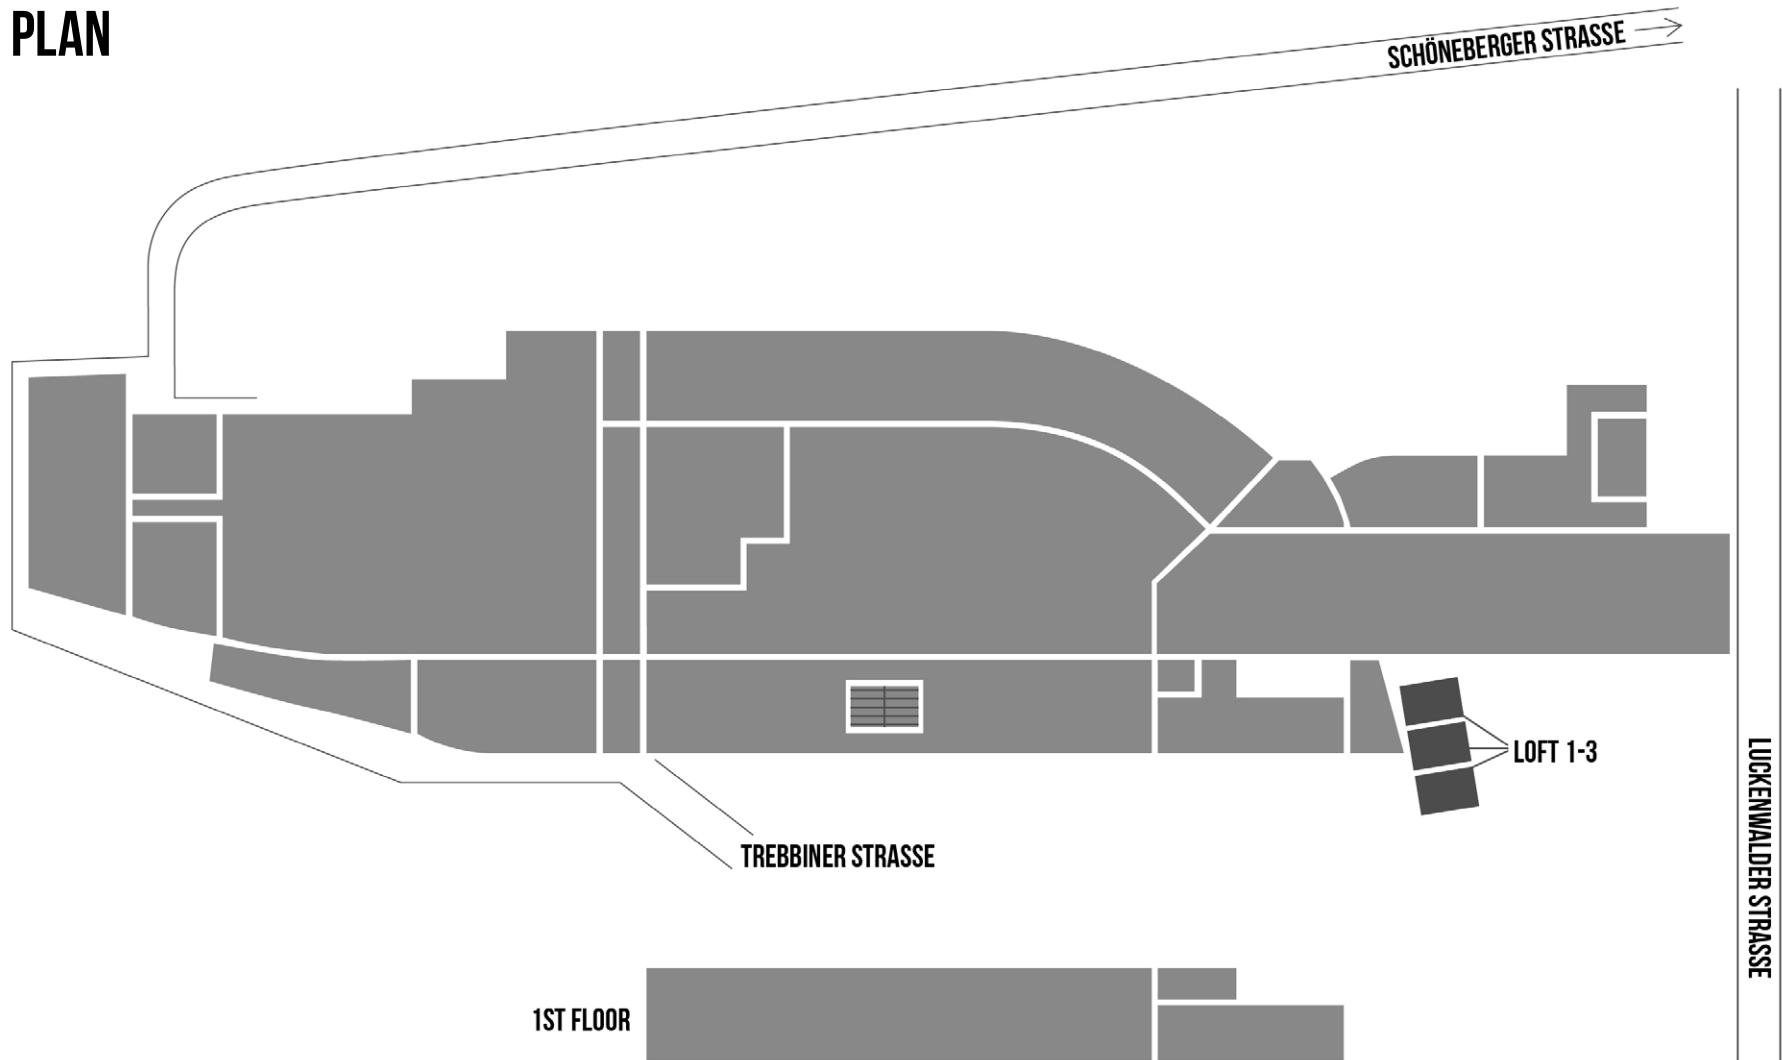 PLAN
SCHÖNEBERGER STRASSE
LOFT 1-3
LUCKENWALDER STRASSE
TREBBINER STRASSE
1ST FLOOR